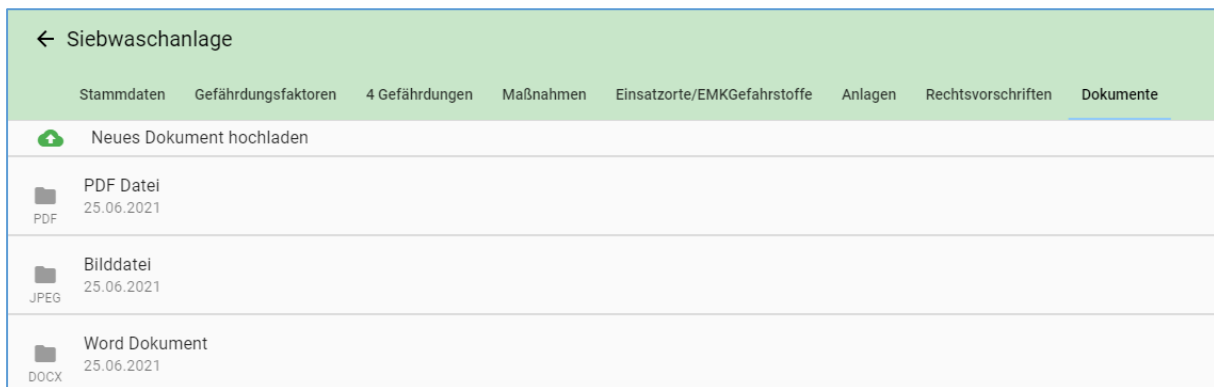 Siebwaschanlage
Stammdaten Gefährdungsfaktoren 4 Gefährdungen Maßnahmen Einsatzorte/EMKGefahrstoffe Anlagen Rechtsvorschriften Dokumente
Neues Dokument hochladen
PDF Datei
25.06.2021
PDF
Bilddatei
25.06.2021
JPEG
Word Dokument
25.06.2021
DOCX